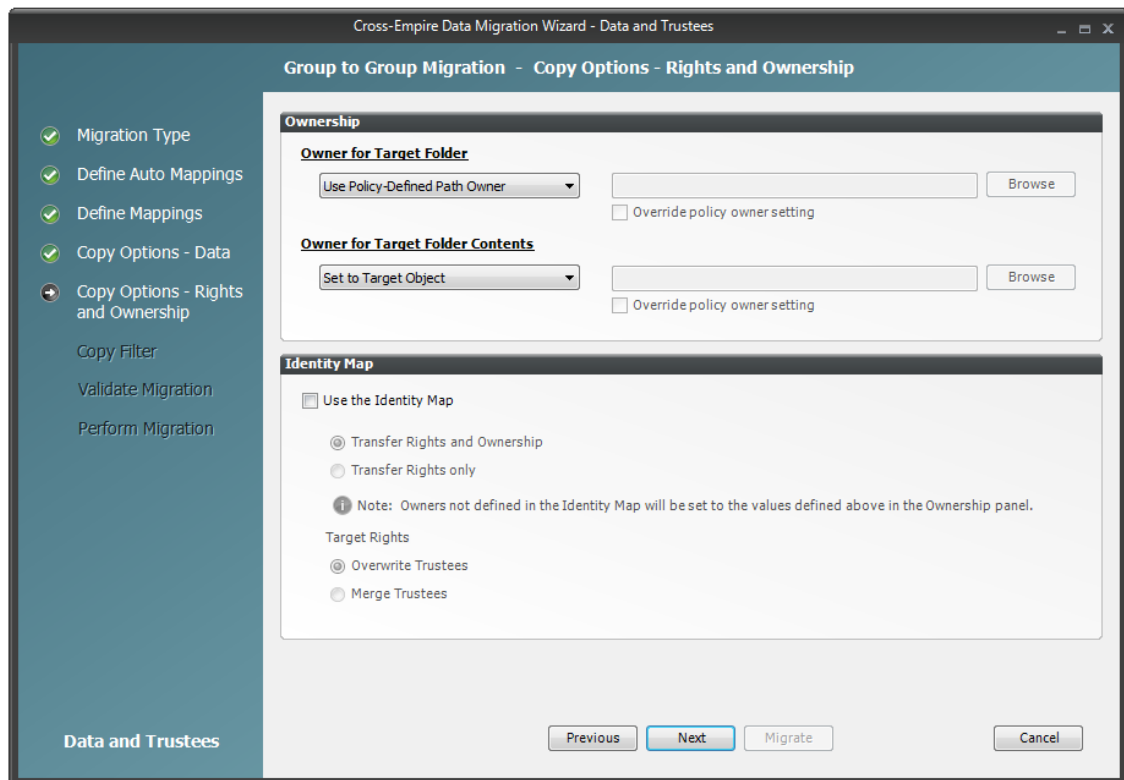 Cross-Empire Data Migration Wizard - Data and Trustees
Group to Group Migration - Copy Options - Rights and Ownership
Migration Type
Define Auto Mappings
Define Mappings
Copy Options - Data
Copy Options - Rights
and Ownership
Copy Filter
Validate Migration
Perform Migration
Data and Trustees
Ownership
Owner for Target Folder
Use Policy-Defined Path Owner
Browse
Override policy owner setting
Owner for Target Folder Contents
Set to Target Object
Browse
Override policy owner setting
Identity Map
Use the Identity Map
Transfer Rights and Ownership
Transfer Rights only
Note: Owners not defined in the Identity Map will be set to the values defined above in the Ownership panel.
Target Rights
Overwrite Trustees
Merge Trustees
Previous
Next
Migrate
Cancel